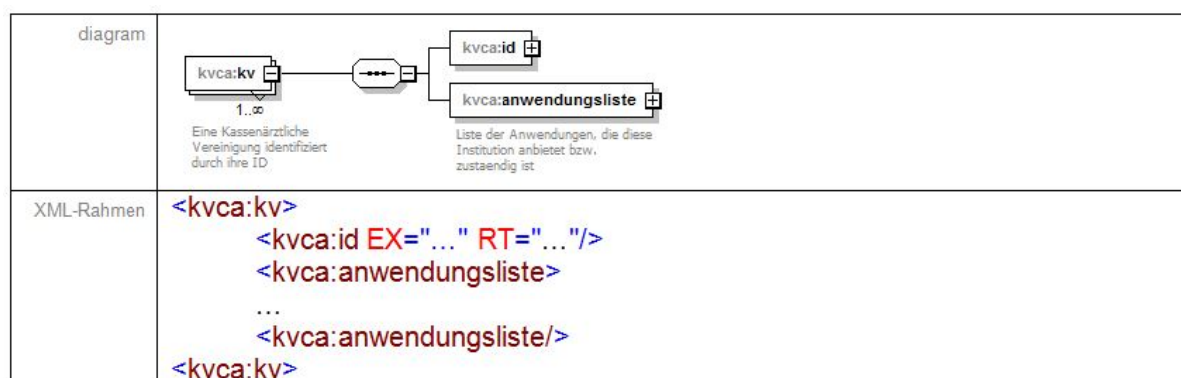 diagram
kvca:kv
1..∞
Eine Kassenärztliche
Vereinigung identifiziert
durch ihre ID
kvca:id
kvca:anwendungsliste
Liste der Anwendungen, die diese
Institution anbietet bzw.
zustaendig ist
XML-Rahmen
<kvca:kv>
<kvca:id EX="..." RT="..."/>
<kvca:anwendungsliste>
...
<kvca:anwendungsliste/>
<kvca:kv>